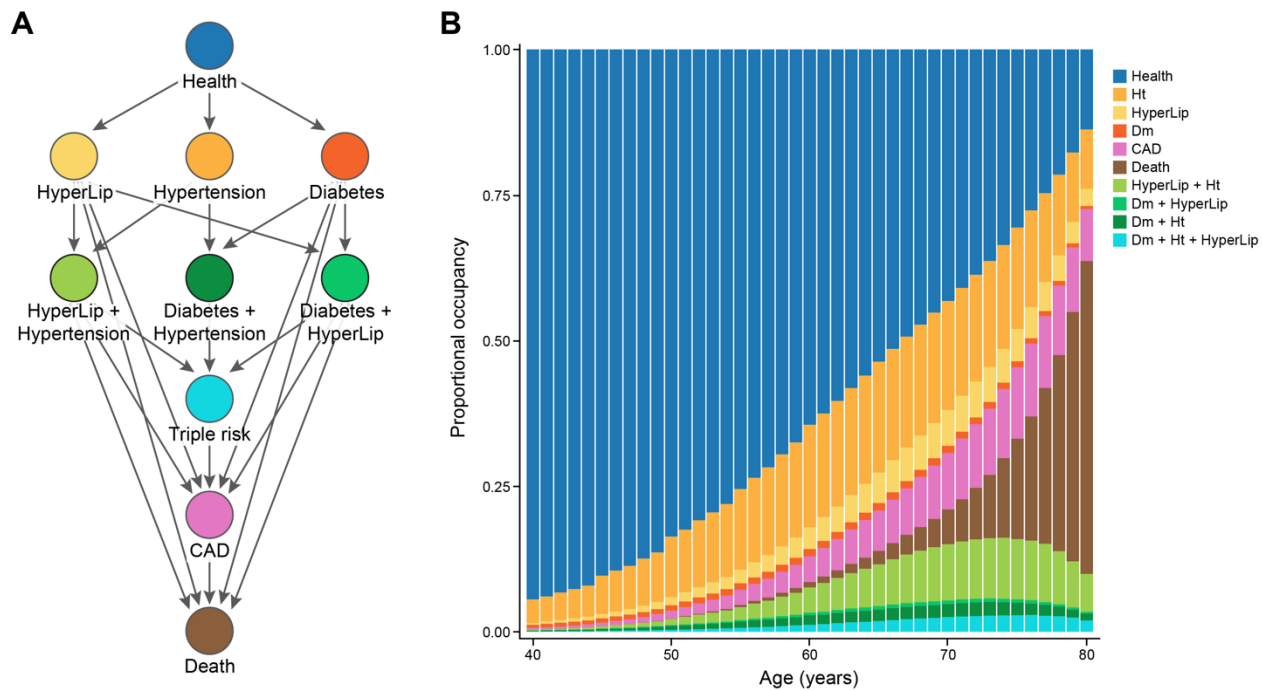 A
Health
HyperLip
Hypertension
Diabetes
HyperLip +
Hypertension
Diabetes +
Hypertension
Diabetes +
HyperLip
Triple risk
CAD
Death
B
Proportional occupancy
1.00
0.75
0.50
0.25
0.00
40
50
60
70
80
Age (years)
Health
Ht
HyperLip
Dm
CAD
Death
HyperLip + Ht
Dm + HyperLip
Dm + Ht
Dm + Ht + HyperLip